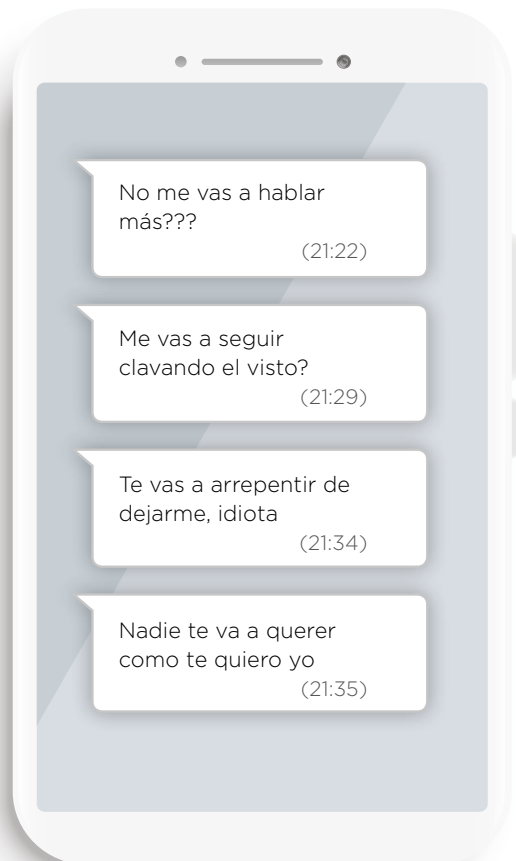 No me vas a hablar
más???
(21:22)
Me vas a seguir
clavando el visto?
(21:29)
Te vas a arrepentir de
dejarme, idiota
(21:34)
Nadie te va a querer
como te quiero yo
(21:35)